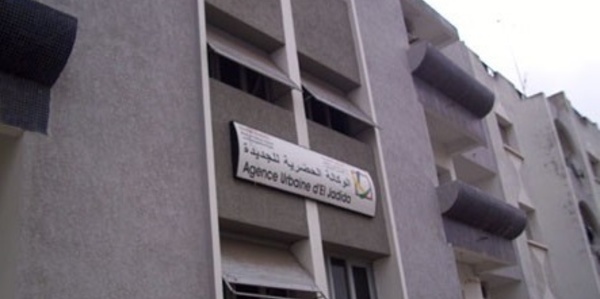 الوكالة الحضرية للجديدة
Agence Urbaine d'El Jadida